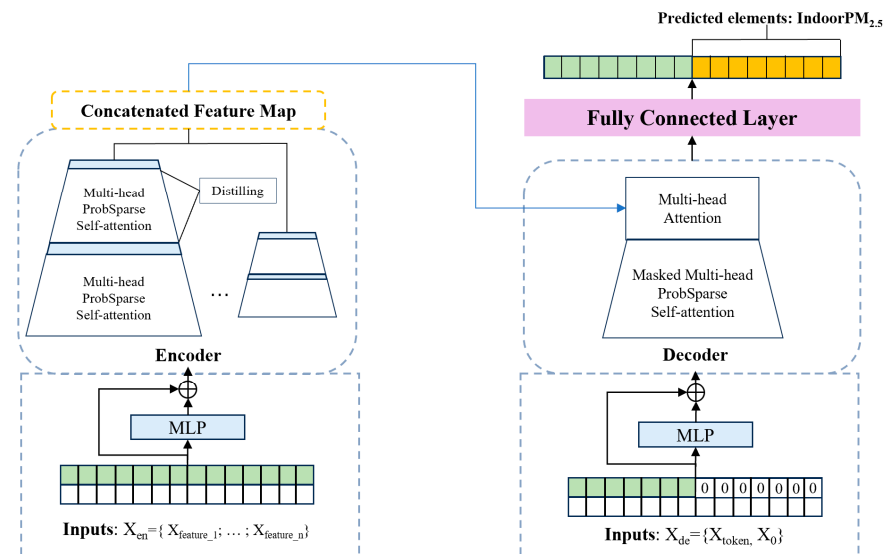 Predicted elements: IndoorPM2.5
Concatenated Feature Map
Fully Connected Layer
Multi-head
ProbSparse
Self-attention
Distilling
Multi-head
ProbSparse
Self-attention
...
Encoder
MLP
Inputs: Xen={ Xfeature_1; … ; Xfeature_n}
Multi-head
Attention
Masked Multi-head
ProbSparse
Self-attention
Decoder
MLP
0 0 0 0 0 0 0
Inputs: Xde={Xtoken, X0}